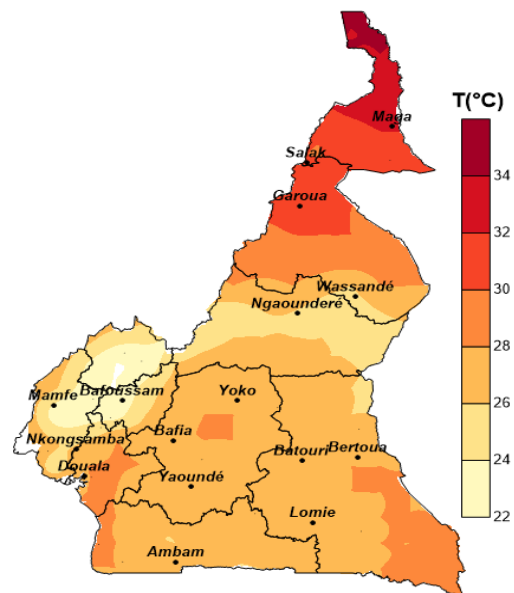 T(°C)
Maga
Salak
34
Garoua
32
30
Wassandé
Ngaounderé
28
Mamfe
Bafoussam
Yoko
26
Nkongsamba
Bafia
Batouri
Bertoua
24
Douala
Yaoundé
22
Lomie
Ambam